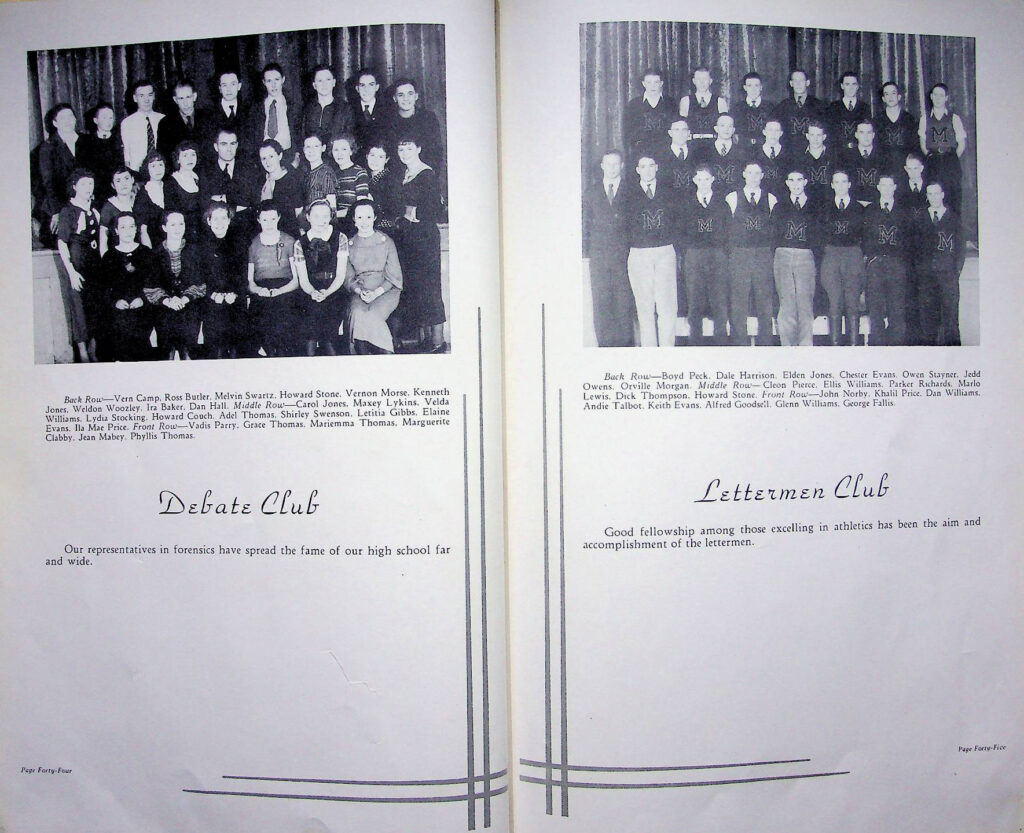 Back Row—Vern Camp, Ross Butler, Melvin Swartz, Howard Stone, Vernon Morse, Kenneth
Jones, Weldon Woozley, Ira Baker, Dan Hall. Middle Row—Carol Jones, Maxey Lykins, Velda
Williams, Lydia Stocking, Howard Couch, Adel Thomas, Shirley Swenson, Letitia Gibbs, Elaine
Evans, Ila Mae Price. Front Row—Vadis Parry, Grace Thomas, Mariemma Thomas, Marguerite
Clabby, Jean Mabey, Phyllis Thomas.
Debate Club
Our representatives in forensics have spread the fame of our high school far
and wide.
Page Forty-Four
M
Back Row—Boyd Peck, Dale Harrison, Elden Jones, Chester Evans, Owen Stayner, Jedd
Owens, Orville Morgan. Middle Row—Cleon Pierce, Ellis Williams, Parker Richards, Marlo
Lewis, Dick Thompson, Howard Stone. Front Row—John Norby, Khalil Price, Dan Williams,
Andie Talbot, Keith Evans, Alfred Goodsell, Glenn Williams, George Fallis.
Lettermen Club
Good fellowship among those excelling in athletics has been the aim and
accomplishment of the lettermen.
Page Forty-Five